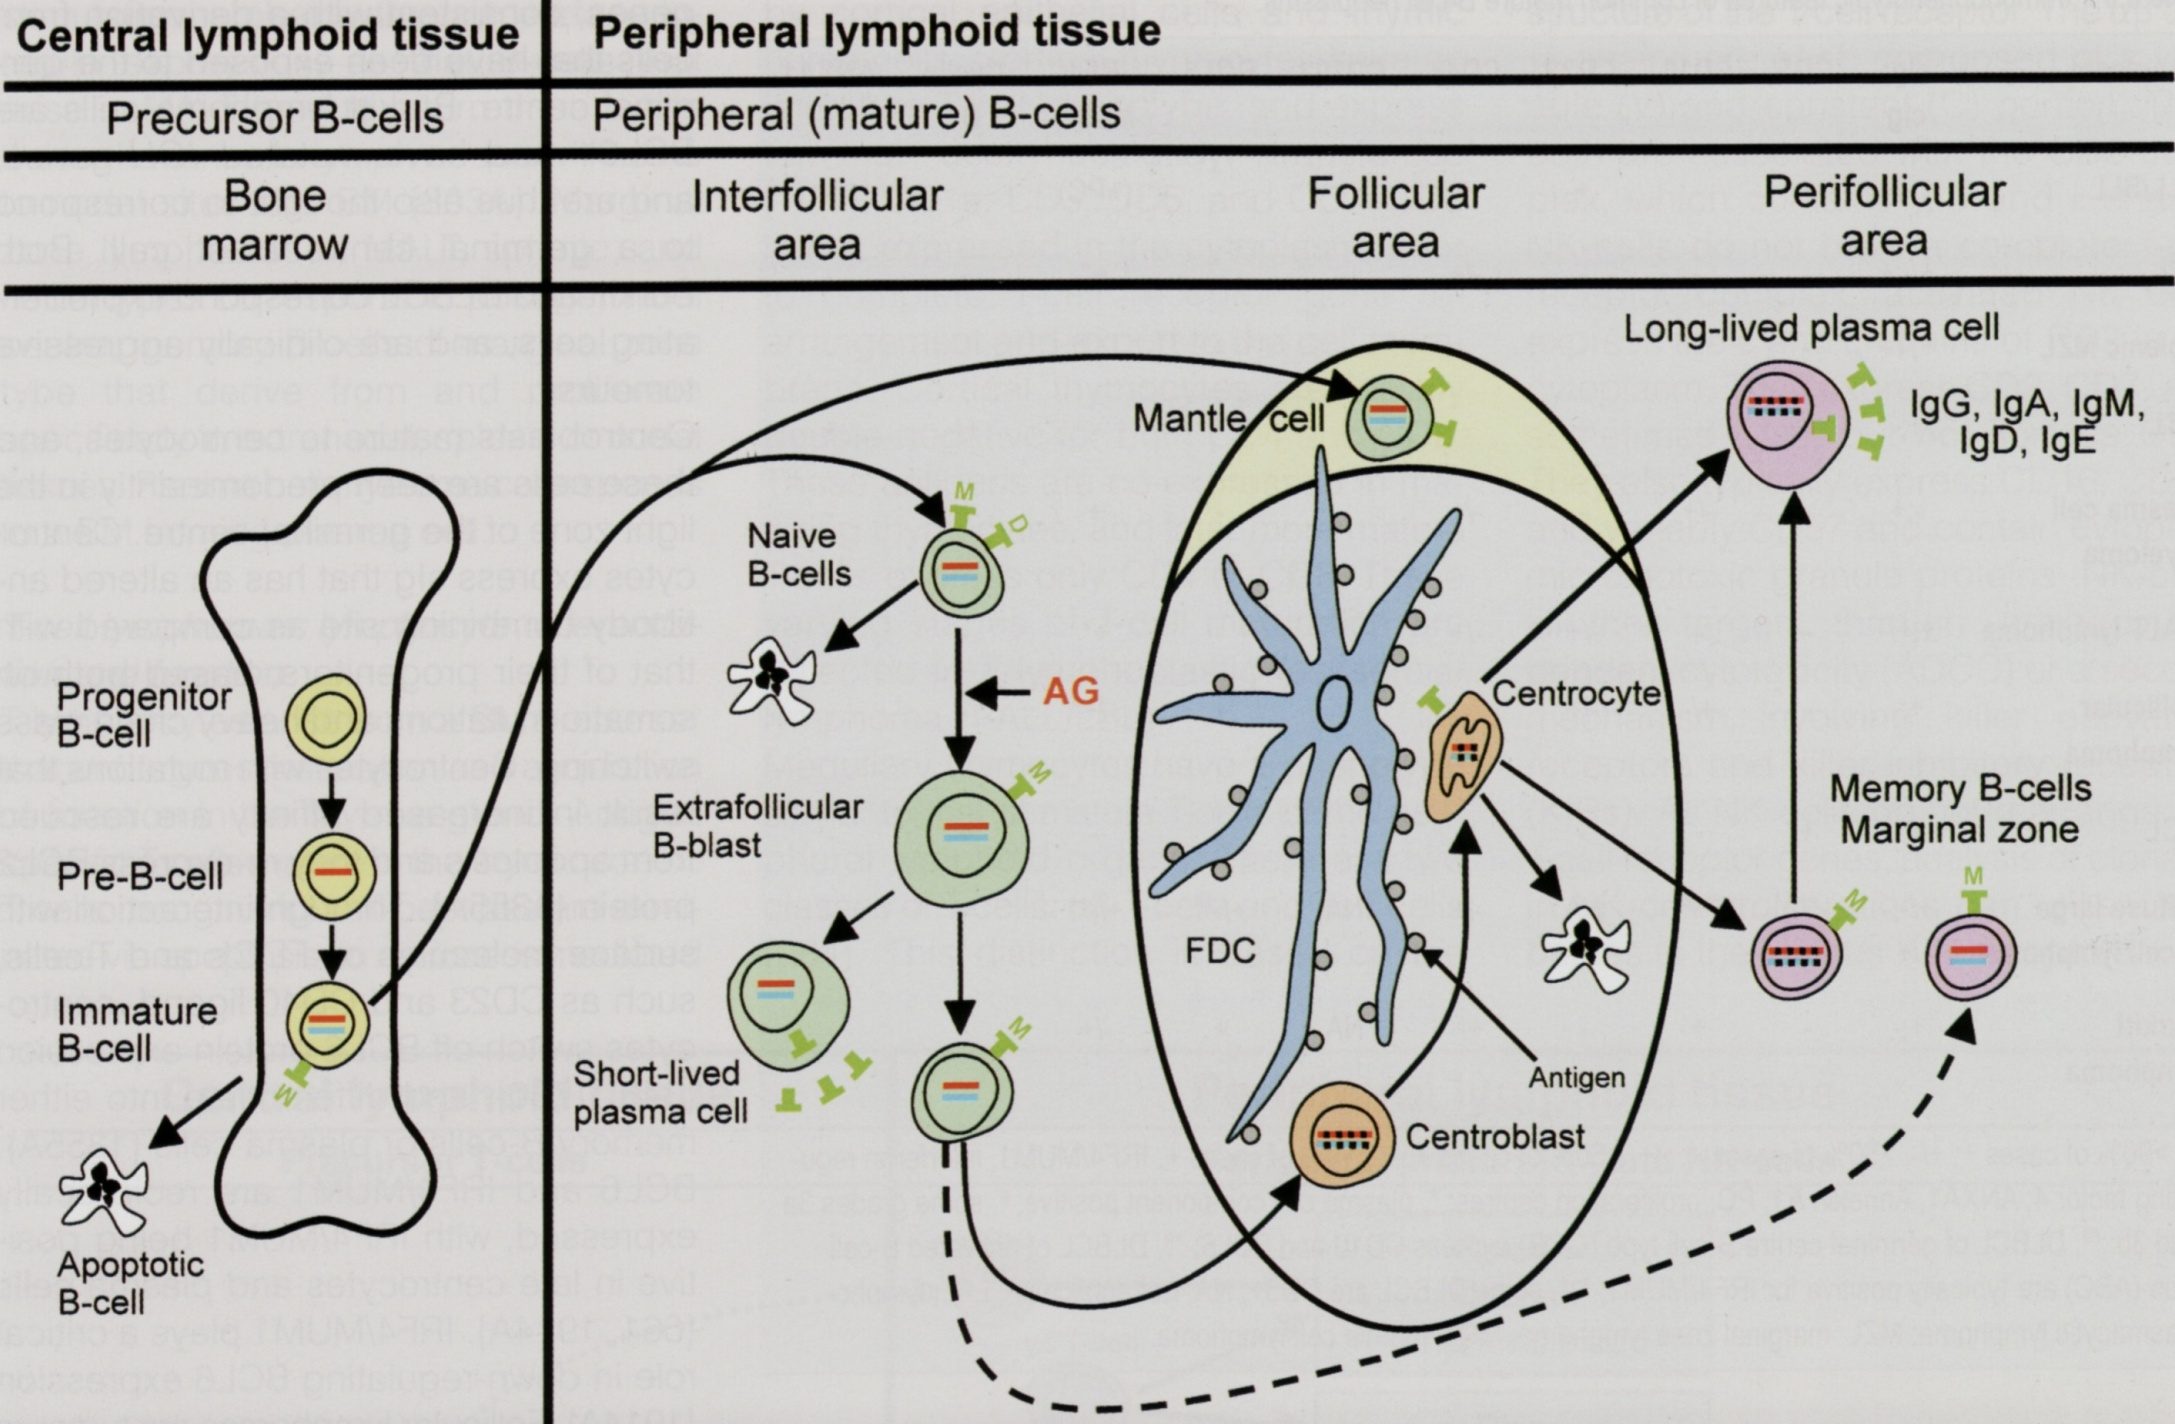 Central lymphoid tissue
Peripheral lymphoid tissue
Precursor B-cells
Peripheral (mature) B-cells
Bone
marrow
Interfollicular
area
Follicular
area
Perifollicular
area
Progenitor
B-cell
Pre-B-cell
Immature
B-cell
M
Apoptotic
B-cell
Naive
B-cells
M
D
AG
Extrafollicular
B-blast
M
Short-lived
plasma cell
M
Mantle cell
FDC
Centrocyte
Antigen
Centroblast
Long-lived plasma cell
IgG, IgA, IgM,
IgD, IgE
Memory B-cells
Marginal zone
M
M